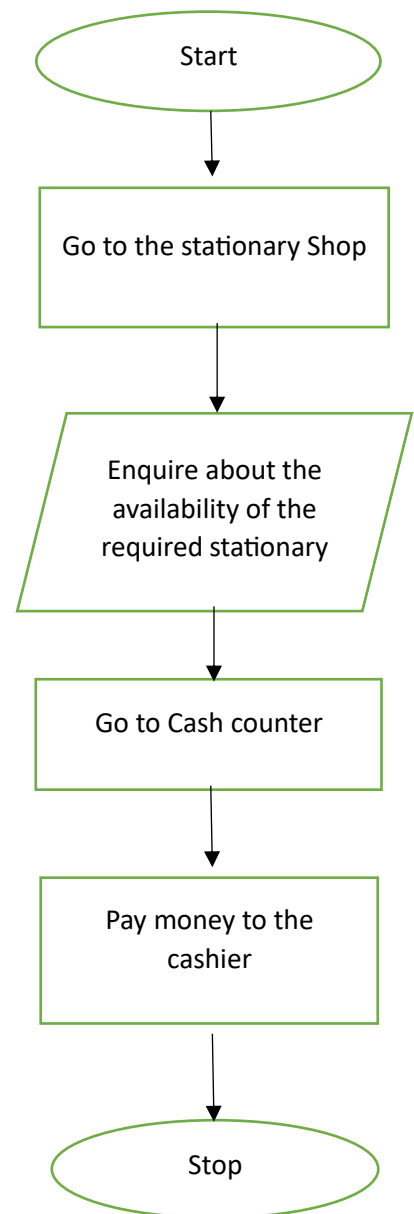 Start
Go to the stationary Shop
Enquire about the
availability of the
required stationary
Go to Cash counter
Pay money to the
cashier
Stop